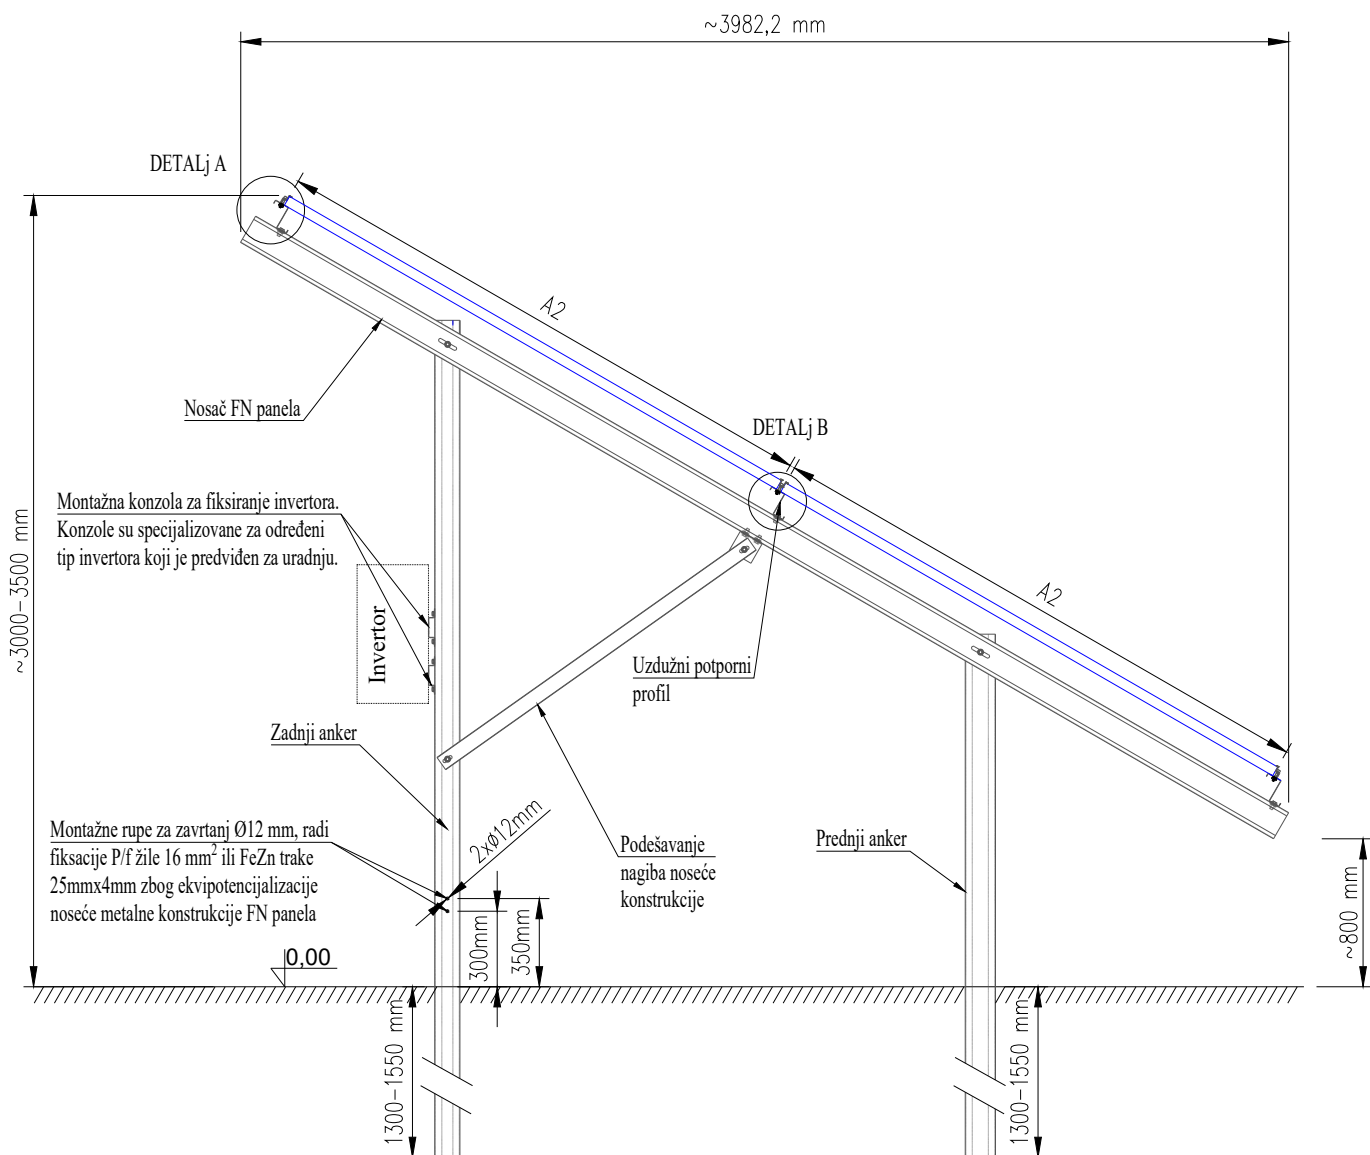 ~3982,2 mm
DETALj A
A2
Nosač FN panela
DETALj B
Montažna konzola za fiksiranje invertora.
Konzole su specijalizovane za određeni
tip invertora koji je predviđen za uradnju.
~3000-3500 mm
Invertor
A2
Uzdužni potporni
profil
Zadnji anker
Montažne rupe za zavrtanj Ø12 mm, radi
fiksacije P/f žile 16 mm² ili FeZn trake
25mmx4mm zbog ekvipotencijalizacije
noseće metalne konstrukcije FN panela
2xø12mm
Podešavanje
nagiba noseće
konstrukcije
Prednji anker
300mm
350mm
~800 mm
0,00
1300-1550 mm
1300-1550 mm